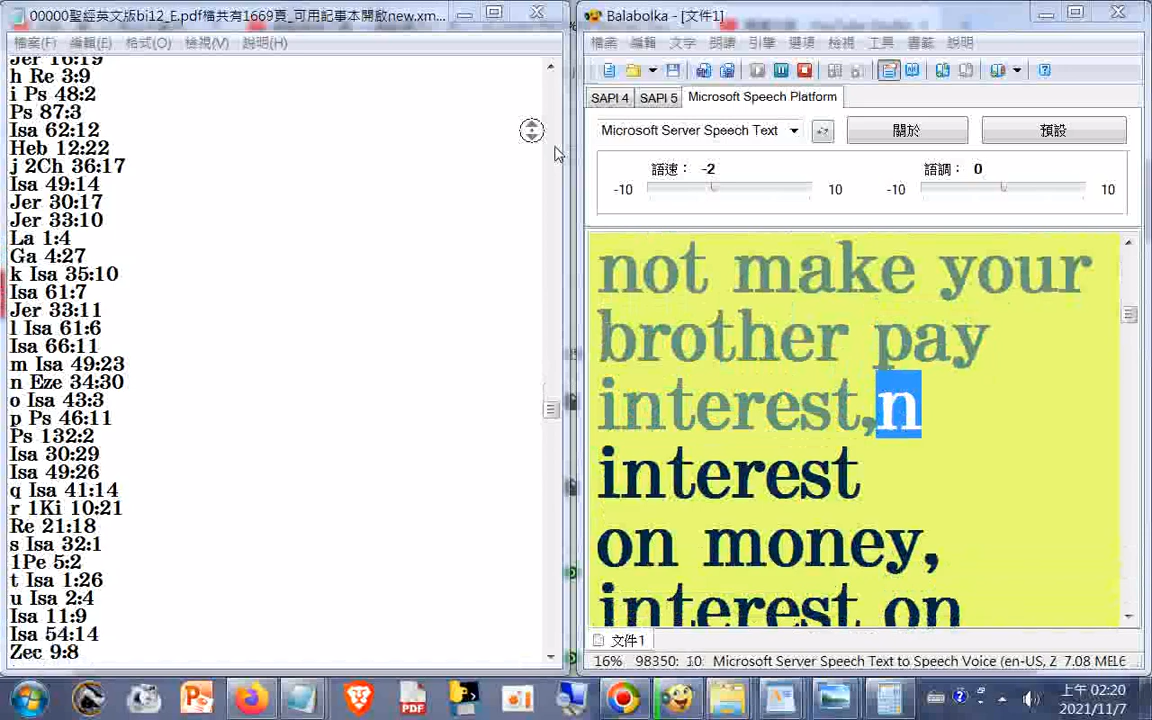 00000聖經英文版bi12_E.pdf檔共有1669頁_可用記事本開啟new.xm...
檔案(F) 編輯(E) 格式(O) 檢視(V) 說明(H)
Jer 16:19
h Re 3:9
i Ps 48:2
Ps 87:3
Isa 62:12
Heb 12:22
j 2Ch 36:17
Isa 49:14
Jer 30:17
Jer 33:10
La 1:4
Ga 4:27
k Isa 35:10
Isa 61:7
Jer 33:11
l Isa 61:6
Isa 66:11
m Isa 49:23
n Eze 34:30
o Isa 43:3
p Ps 46:11
Ps 132:2
Isa 30:29
Isa 49:26
q Isa 41:14
r 1Ki 10:21
Re 21:18
s Isa 32:1
1Pe 5:2
t Isa 1:26
u Isa 2:4
Isa 11:9
Isa 54:14
Zec 9:8
Balabolka - [文件1]
檔案 編輯 文字 朗讀 引擎 選項 檢視 工具 書籤 說明
SAPI 4 SAPI 5 Microsoft Speech Platform
Microsoft Server Speech Text 關於 預設
語速： -2 語調： 0
-10 10 -10 10
not make your
brother pay
interest,n
interest
on money,
interest on
文件1
16% 98350: 10 Microsoft Server Speech Text to Speech Voice (en-US, Z 7.08 МБ
上午 02:20
2021/11/7